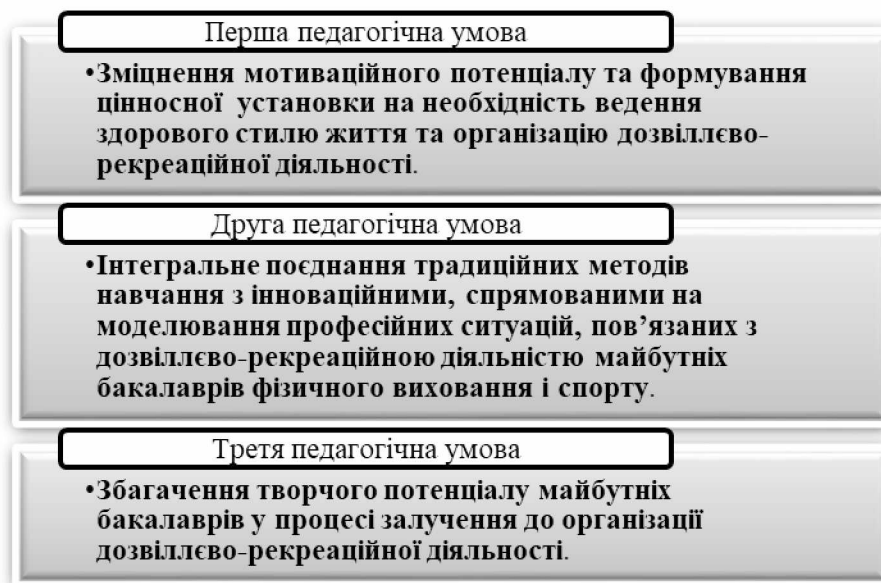 Перша педагогічна умова
•Зміцнення мотиваційного потенціалу та формування
цінносної установки на необхідність ведення
здорового стилю життя та організацію дозвіллєво-
рекреаційної діяльності.
Друга педагогічна умова
•Інтегральне поєднання традиційних методів
навчання з інноваційними, спрямованими на
моделювання професійних ситуацій, пов’язаних з
дозвіллєво-рекреаційною діяльністю майбутніх
бакалаврів фізичного виховання і спорту.
Третя педагогічна умова
•Збагачення творчого потенціалу майбутніх
бакалаврів у процесі залучення до організації
дозвіллєво-рекреаційної діяльності.